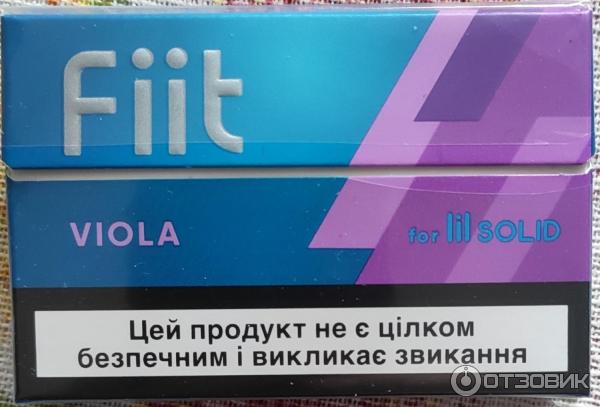 Fiit
VIOLA
for lil SOLID
Цей продукт не є цілком
безпечним і викликає звикання
ОТЗОВИК